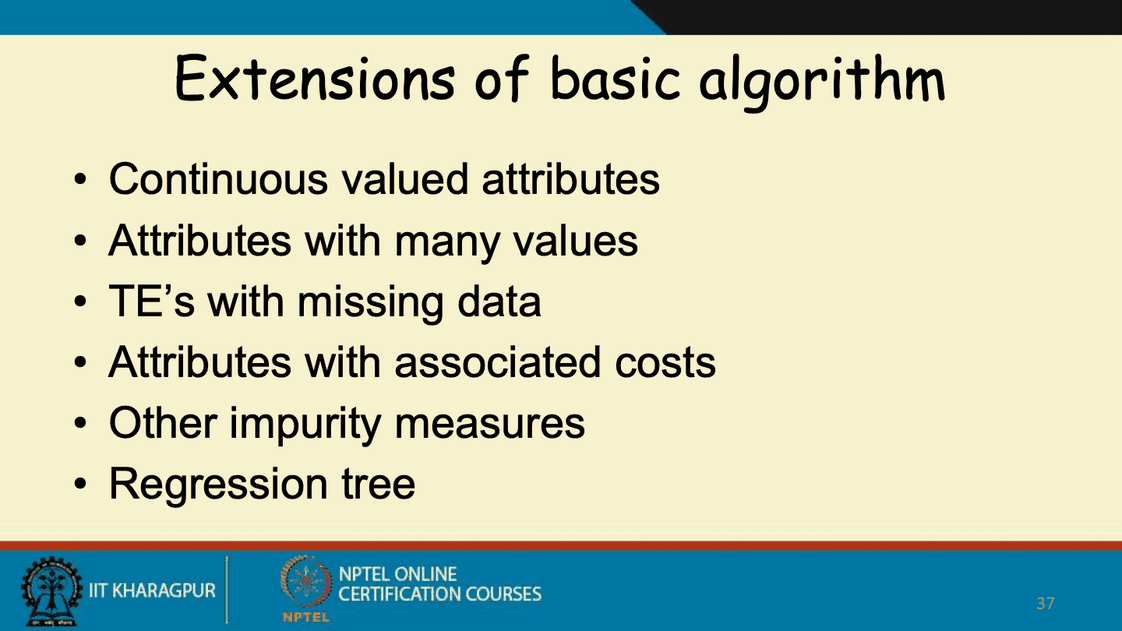 Extensions of basic algorithm
• Continuous valued attributes
• Attributes with many values
• TE’s with missing data
• Attributes with associated costs
• Other impurity measures
• Regression tree
IIT KHARAGPUR
NPTEL
NPTEL ONLINE
CERTIFICATION COURSES
37